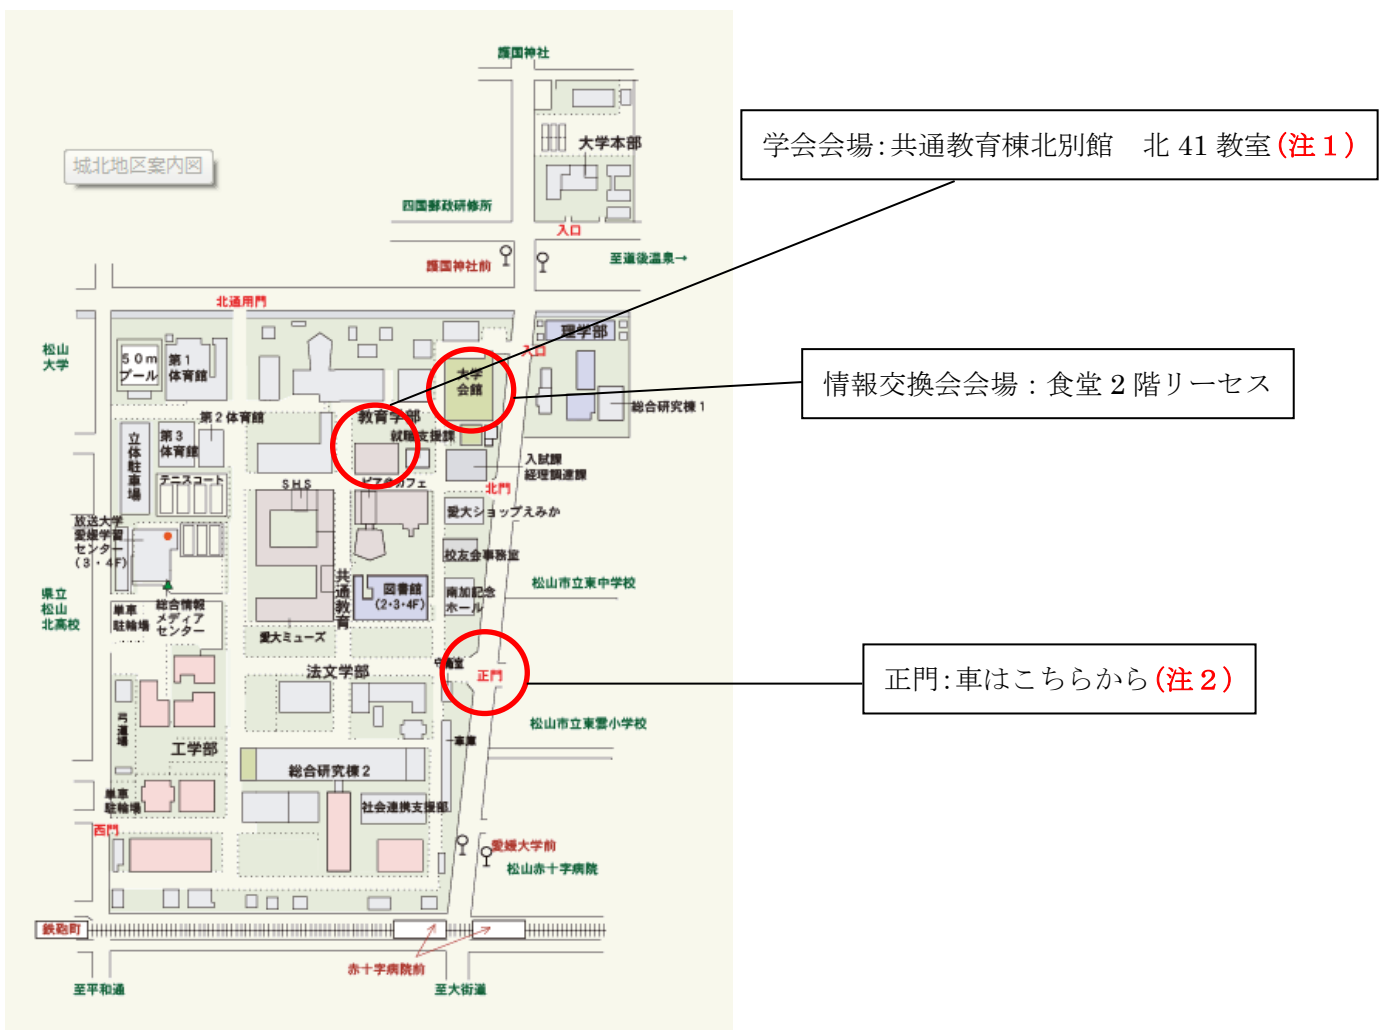 護国神社
大学本部
学会会場:共通教育棟北別館　北 41 教室(注１)
城北地区案内図
四国郵政研修所
入口
護国神社前
至道後温泉→
北通用門
理学部
松山
大学
50m
プール
第1
体育館
入口
大学
会館
情報交換会会場：食堂 2 階リーセス
総合研究棟1
教育学部
第2体育館
就職支援課
立体駐車場
第3
体育館
入試課
経理調達課
テニスコート
SHS
ピア＠カフェ
北門
愛大ショップえみか
放送大学
愛媛学習
センター
(3・4F)
校友会事務室
共通教育
図書館
(2・3・4F)
南加記念
ホール
松山市立東中学校
県立
松山
北高校
単車
駐輪場
総合情報
メディア
センター
愛大ミューズ
法文学部
正門
正門:車はこちらから(注２)
弓道場
松山市立東雲小学校
工学部
車庫
総合研究棟2
単車
駐輪場
社会連携支援部
西門
愛媛大学前
松山赤十字病院
鉄砲町
赤十字病院前
至平和通
至大街道